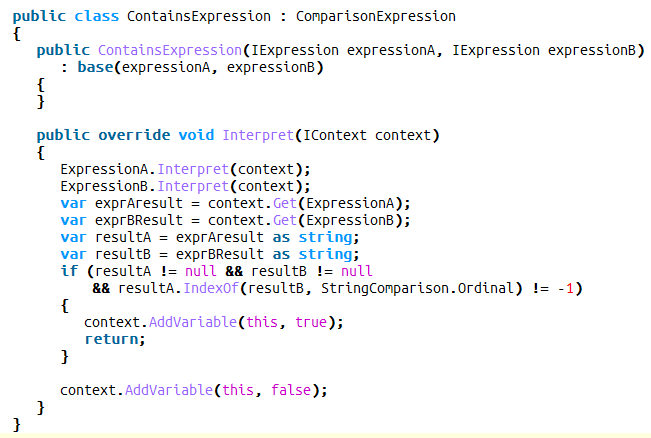 public class ContainsExpression : ComparisonExpression
{
public ContainsExpression(IExpression expressionA, IExpression expressionB)
: base(expressionA, expressionB)
{
}
public override void Interpret(IContext context)
{
ExpressionA.Interpret(context);
ExpressionB.Interpret(context);
var exprAresult = context.Get(ExpressionA);
var exprBResult = context.Get(ExpressionB);
var resultA = exprAresult as string;
var resultB = exprBResult as string;
if (resultA != null && resultB != null
&& resultA.IndexOf(resultB, StringComparison.Ordinal) != -1)
{
context.AddVariable(this, true);
return;
}
context.AddVariable(this, false);
}
}